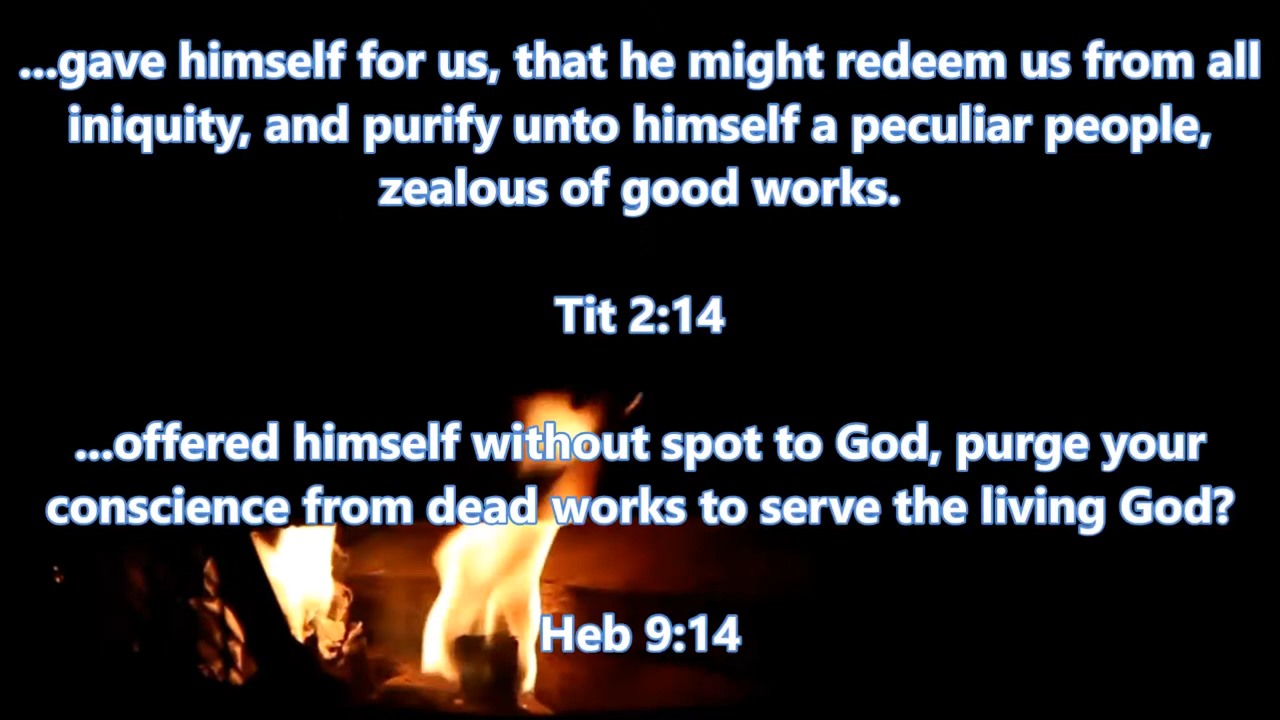 ...gave himself for us, that he might redeem us from all
iniquity, and purify unto himself a peculiar people,
zealous of good works.
Tit 2:14
...offered himself without spot to God, purge your
conscience from dead works to serve the living God?
Heb 9:14